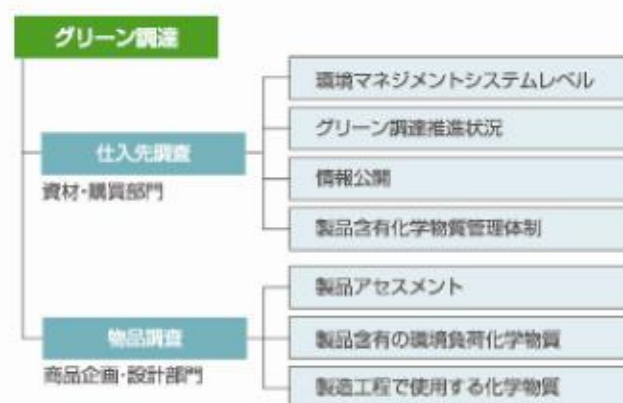 グリーン調達
環境マネジメントシステムレベル
グリーン調達推進状況
仕入先調査
資材・購買部門
情報公開
製品含有化学物質管理体制
製品アセスメント
物品調査
製品含有の環境負荷化学物質
商品企画・設計部門
製造工程で使用する化学物質